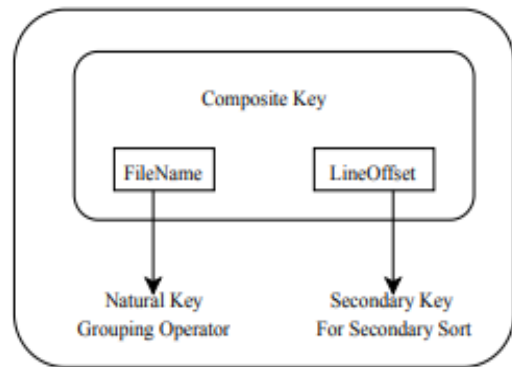 Composite Key
FileName
LineOffset
Natural Key
Grouping Operator
Secondary Key
For Secondary Sort